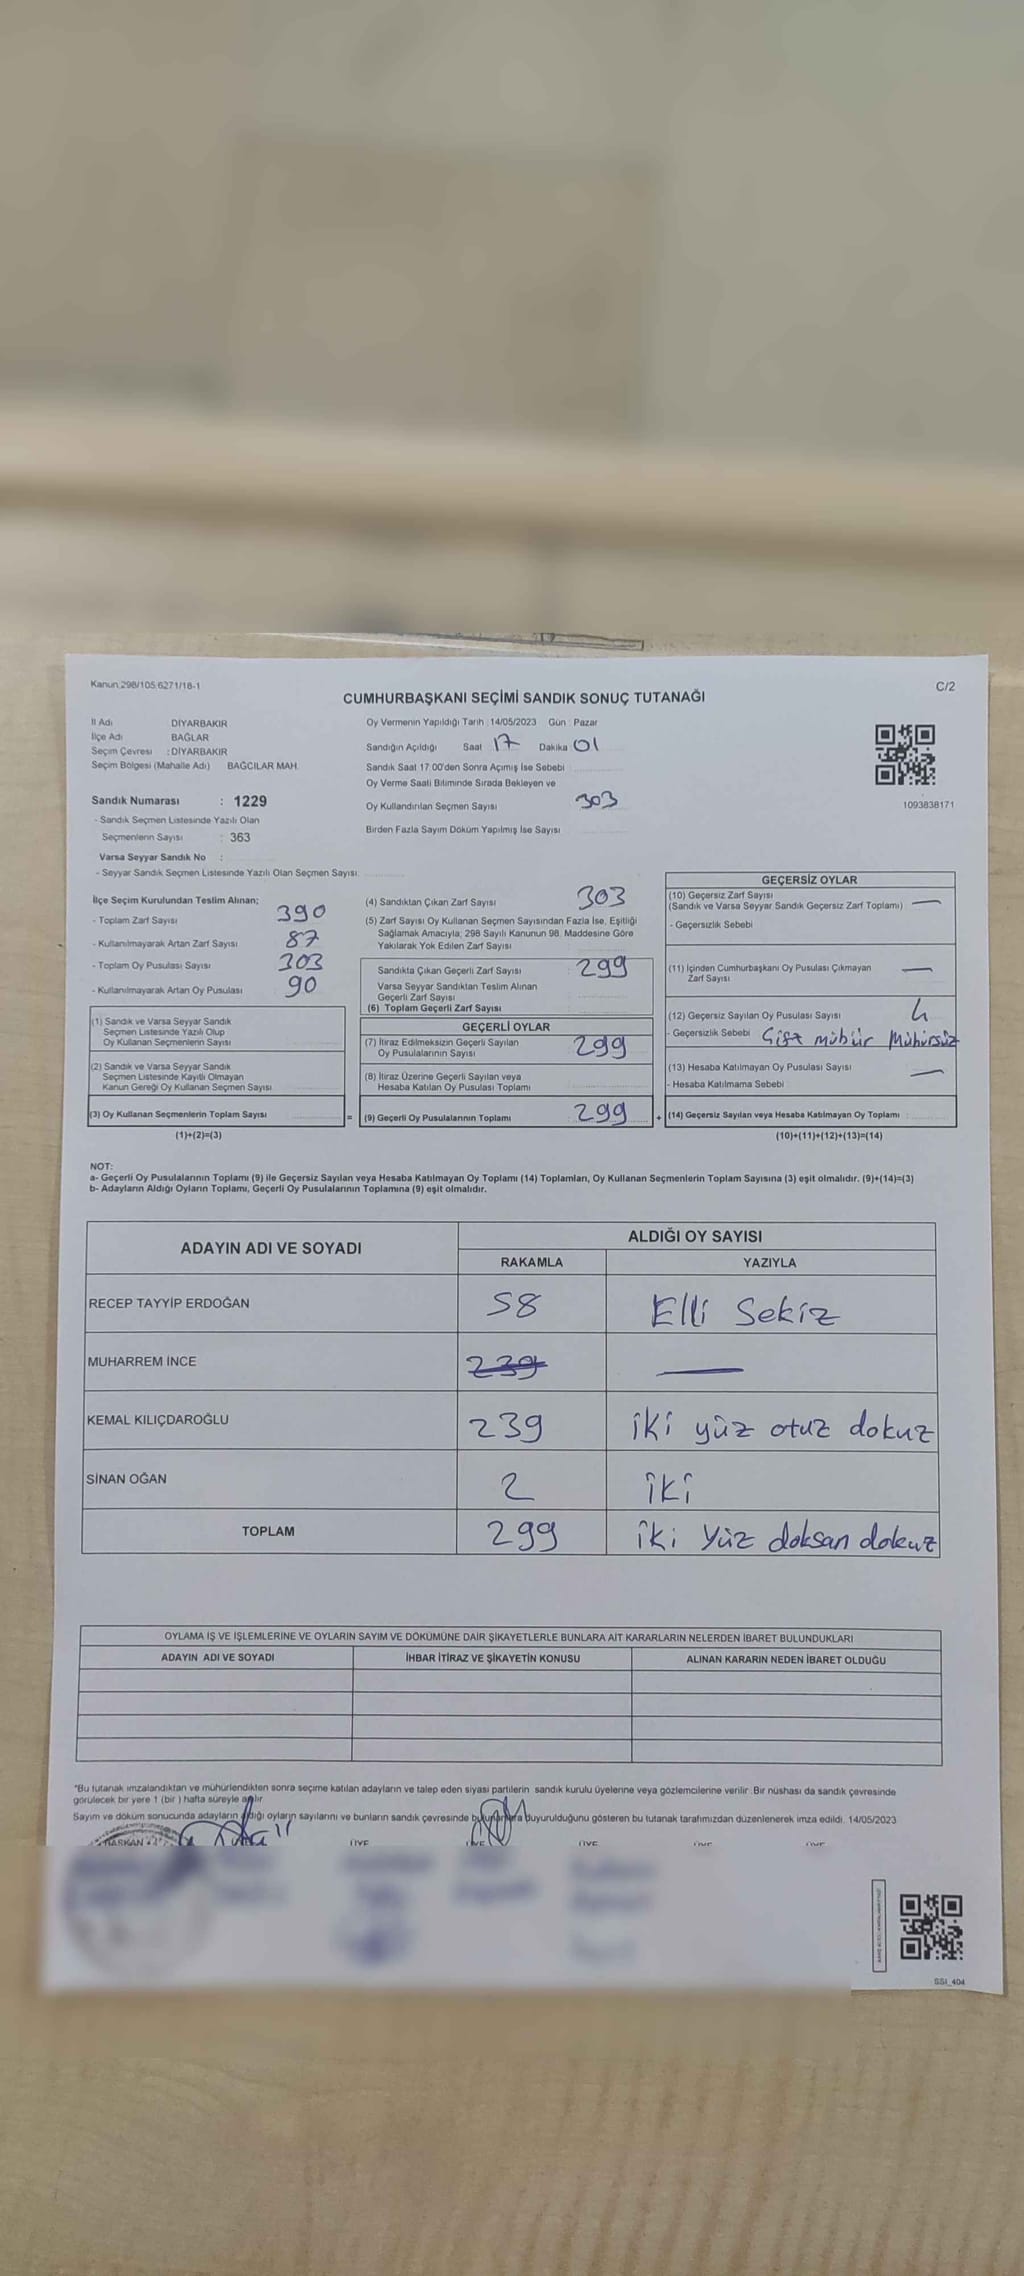 Kanun:298/105,6271/18-1
C/2
CUMHURBAŞKANI SEÇİMİ SANDIK SONUÇ TUTANAĞI
İl Adı DİYARBAKIR
İlçe Adı BAĞLAR
Seçim Çevresi : DİYARBAKIR
Seçim Bölgesi (Mahalle Adı) BAĞCILAR MAH.
Sandık Numarası : 1229
- Sandık Seçmen Listesinde Yazılı Olan
Seçmenlerin Sayısı : 363
Varsa Seyyar Sandık No :
- Seyyar Sandık Seçmen Listesinde Yazılı Olan Seçmen Sayısı:
Oy Vermenin Yapıldığı Tarih : 14/05/2023 Gün : Pazar
Sandığın Açıldığı Saat 17 Dakika 01
Sandık Saat 17:00'den Sonra Açımış İse Sebebi
Oy Verme Saati Bitiminde Sırada Bekleyen ve
Oy Kullandırılan Seçmen Sayısı 303
Birden Fazla Sayım Döküm Yapılmış İse Sayısı
1093838171
İlçe Seçim Kurulundan Teslim Alınan;
- Toplam Zarf Sayısı 390
- Kullanılmayarak Artan Zarf Sayısı 87
- Toplam Oy Pusulası Sayısı 303
- Kullanılmayarak Artan Oy Pusulası 90
(1) Sandık ve Varsa Seyyar Sandık
Seçmen Listesinde Yazılı Olup
Oy Kullanan Seçmenlerin Sayısı
(2) Sandık ve Varsa Seyyar Sandık
Seçmen Listesinde Kayıtlı Olmayan
Kanun Gereği Oy Kullanan Seçmen Sayısı
(3) Oy Kullanan Seçmenlerin Toplam Sayısı
(1)+(2)=(3)
=
(4) Sandıktan Çıkan Zarf Sayısı 303
(5) Zarf Sayısı Oy Kullanan Seçmen Sayısından Fazla İse, Eşitliği
Sağlamak Amacıyla; 298 Sayılı Kanunun 98. Maddesine Göre
Yakılarak Yok Edilen Zarf Sayısı
Sandıkta Çıkan Geçerli Zarf Sayısı 299
Varsa Seyyar Sandıktan Teslim Alınan
Geçerli Zarf Sayısı
(6) Toplam Geçerli Zarf Sayısı
GEÇERLİ OYLAR
(7) İtiraz Edilmeksizin Geçerli Sayılan
Oy Pusulalarının Sayısı 299
(8) İtiraz Üzerine Geçerli Sayılan veya
Hesaba Katılan Oy Pusulası Toplamı
(9) Geçerli Oy Pusulalarının Toplamı 299
+
GEÇERSİZ OYLAR
(10) Geçersiz Zarf Sayısı
(Sandık ve Varsa Seyyar Sandık Geçersiz Zarf Toplamı) —
- Geçersizlik Sebebi
(11) İçinden Cumhurbaşkanı Oy Pusulası Çıkmayan —
Zarf Sayısı
(12) Geçersiz Sayılan Oy Pusulası Sayısı 4
- Geçersizlik Sebebi Çift mühür Mühürsüz
(13) Hesaba Katılmayan Oy Pusulası Sayısı —
- Hesaba Katılmama Sebebi
(14) Geçersiz Sayılan veya Hesaba Katılmayan Oy Toplamı :
(10)+(11)+(12)+(13)=(14)
NOT:
a- Geçerli Oy Pusulalarının Toplamı (9) ile Geçersiz Sayılan veya Hesaba Katılmayan Oy Toplamı (14) Toplamları, Oy Kullanan Seçmenlerin Toplam Sayısına (3) eşit olmalıdır. (9)+(14)=(3)
b- Adayların Aldığı Oyların Toplamı, Geçerli Oy Pusulalarının Toplamına (9) eşit olmalıdır.
ADAYIN ADI VE SOYADI ALDIĞI OY SAYISI
RAKAMLA YAZIYLA
RECEP TAYYİP ERDOĞAN 58 Elli Sekiz
MUHARREM İNCE 239 —
KEMAL KILIÇDAROĞLU 239 iki yüz otuz dokuz
SİNAN OĞAN 2 iki
TOPLAM 299 iki yüz doksan dokuz
OYLAMA İŞ VE İŞLEMLERİNE VE OYLARIN SAYIM VE DÖKÜMÜNE DAİR ŞİKAYETLERLE BUNLARA AİT KARARLARIN NELERDEN İBARET BULUNDUKLARI
ADAYIN ADI VE SOYADI İHBAR İTİRAZ VE ŞİKAYETİN KONUSU ALINAN KARARIN NEDEN İBARET OLDUĞU
*Bu tutanak imzalandıktan ve mühürlendikten sonra seçime katılan adayların ve talep eden siyasi partilerin sandık kurulu üyelerine veya gözlemcilerine verilir. Bir nüshası da sandık çevresinde
görülecek bir yere 1 (bir ) hafta süreyle asılır.
Sayım ve döküm sonucunda adayların aldığı oyların sayılarını ve bunların sandık çevresinde bulunanlara duyurulduğunu gösteren bu tutanak tarafımızdan düzenlenerek imza edildi. 14/05/2023
BAŞKAN ÜYE ÜYE ÜYE ÜYE
SSI_404